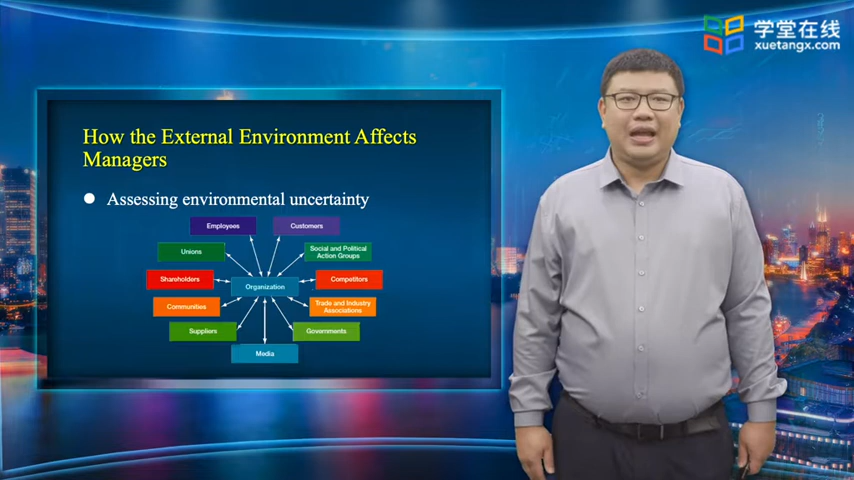 学堂在线
xuetangx.com
How the External Environment Affects
Managers
Assessing environmental uncertainty
Employees
Customers
Unions
Social and Political
Action Groups
Shareholders
Organization
Competitors
Communities
Trade and Industry
Associations
Suppliers
Governments
Media